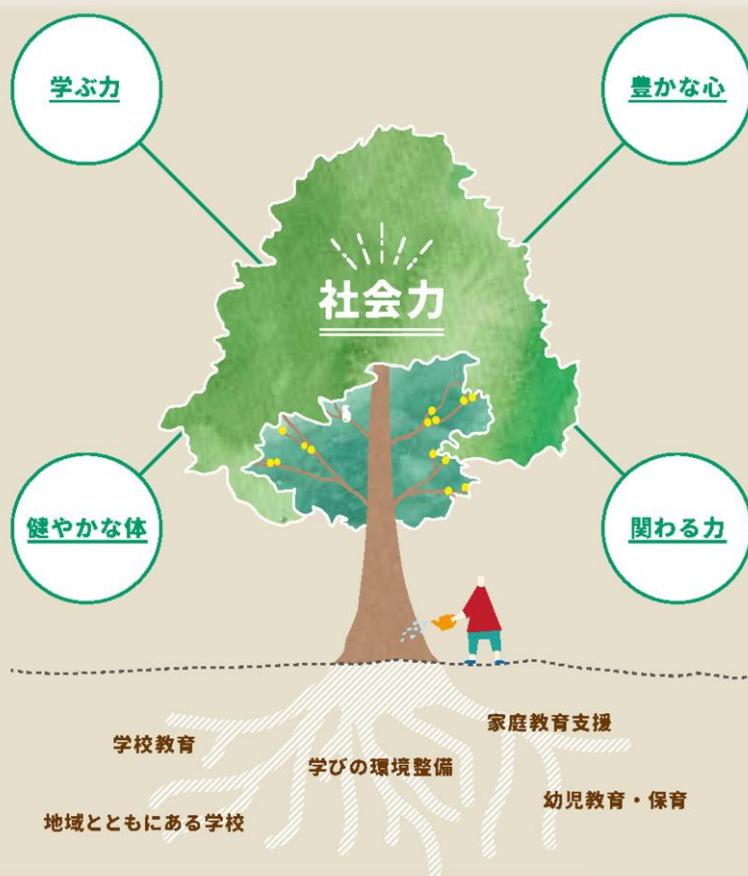 学ぶ力
豊かな心
社会力
健やかな体
関わる力
家庭教育支援
学校教育
学びの環境整備
幼児教育・保育
地域とともにある学校